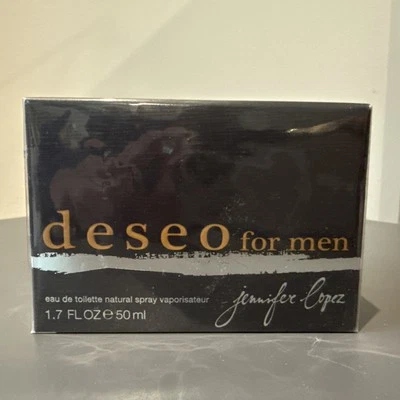 deseo for men
eau de toilette natural spray vaporisateur
jennifer lopez
1.7 FL OZ ℮ 50 ml